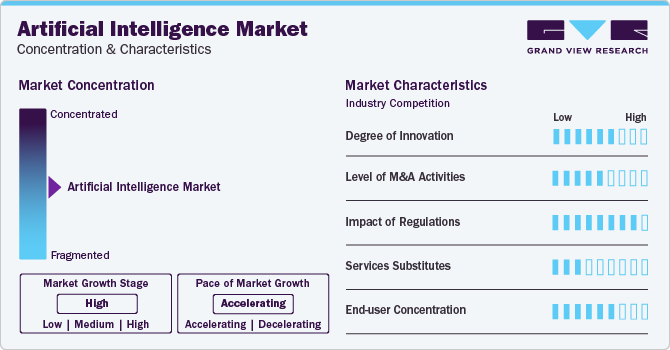 Artificial Intelligence Market
Concentration & Characteristics
GRAND VIEW RESEARCH
Market Concentration
Concentrated
Artificial Intelligence Market
Fragmented
Market Growth Stage
High
Low | Medium | High
Pace of Market Growth
Accelerating
Accelerating | Decelerating
Market Characteristics
Industry Competition
Low High
Degree of Innovation
Level of M&A Activities
Impact of Regulations
Services Substitutes
End-user Concentration